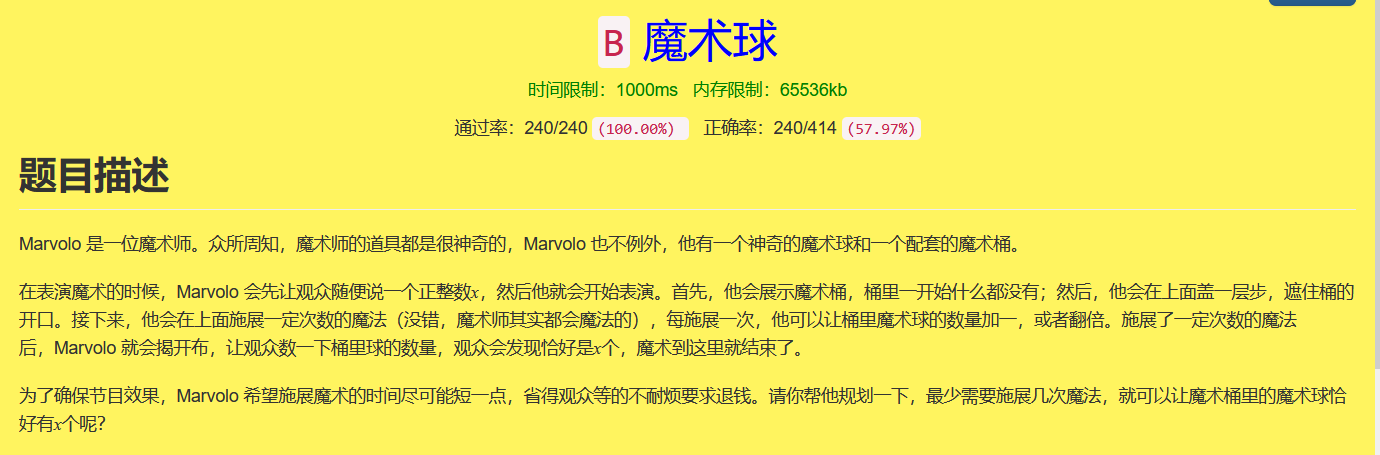 B 魔术球
时间限制：1000ms 内存限制：65536kb
通过率：240/240 (100.00%) 正确率：240/414 (57.97%)
题目描述
Marvolo 是一位魔术师。众所周知，魔术师的道具都是很神奇的，Marvolo 也不例外，他有一个神奇的魔术球和一个配套的魔术桶。
在表演魔术的时候，Marvolo 会先让观众随便说一个正整数x，然后他就会开始表演。首先，他会展示魔术桶，桶里一开始什么都没有；然后，他会在上面盖一层步，遮住桶的
开口。接下来，他会在上面施展一定次数的魔法（没错，魔术师其实都会魔法的），每施展一次，他可以让桶里魔术球的数量加一，或者翻倍。施展了一定次数的魔法
后，Marvolo 就会揭开布，让观众数一下桶里球的数量，观众会发现恰好是x个，魔术到这里就结束了。
为了确保节目效果，Marvolo 希望施展魔术的时间尽可能短一点，省得观众等的不耐烦要求退钱。请你帮他规划一下，最少需要施展几次魔法，就可以让魔术桶里的魔术球恰
好有x个呢？